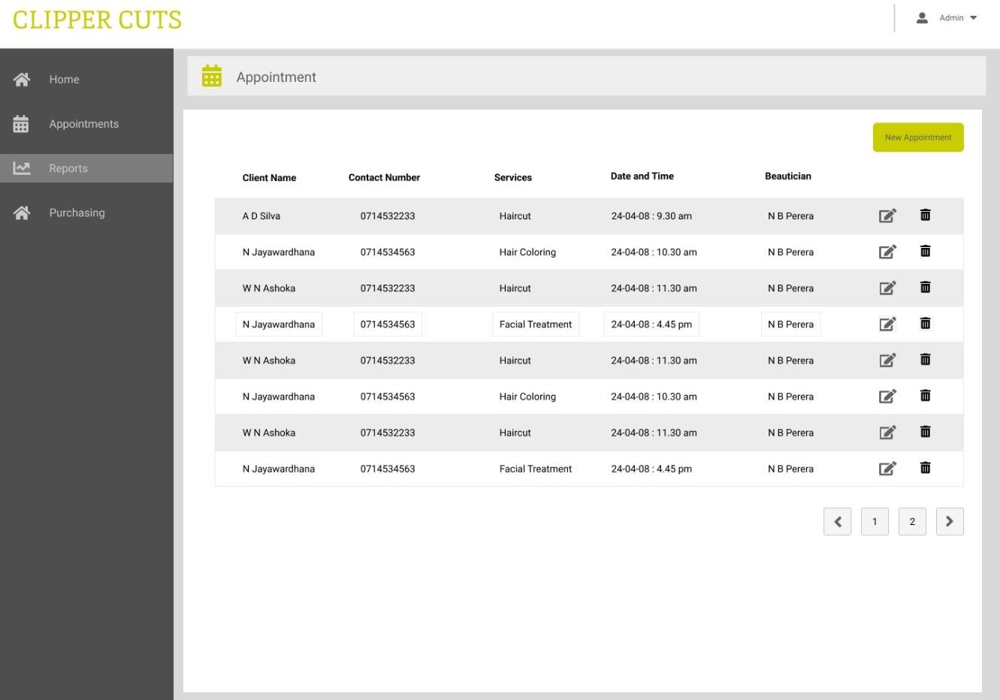 CLIPPER CUTS
Admin
Home
Appointments
Reports
Purchasing
Appointment
New Appointment
Client Name Contact Number Services Date and Time Beautician
A D Silva 0714532233 Haircut 24-04-08 : 9.30 am N B Perera
N Jayawardhana 0714534563 Hair Coloring 24-04-08 : 10.30 am N B Perera
W N Ashoka 0714532233 Haircut 24-04-08 : 11.30 am N B Perera
N Jayawardhana 0714534563 Facial Treatment 24-04-08 : 4.45 pm N B Perera
W N Ashoka 0714532233 Haircut 24-04-08 : 11.30 am N B Perera
N Jayawardhana 0714534563 Hair Coloring 24-04-08 : 10.30 am N B Perera
W N Ashoka 0714532233 Haircut 24-04-08 : 11.30 am N B Perera
N Jayawardhana 0714534563 Facial Treatment 24-04-08 : 4.45 pm N B Perera
1 2